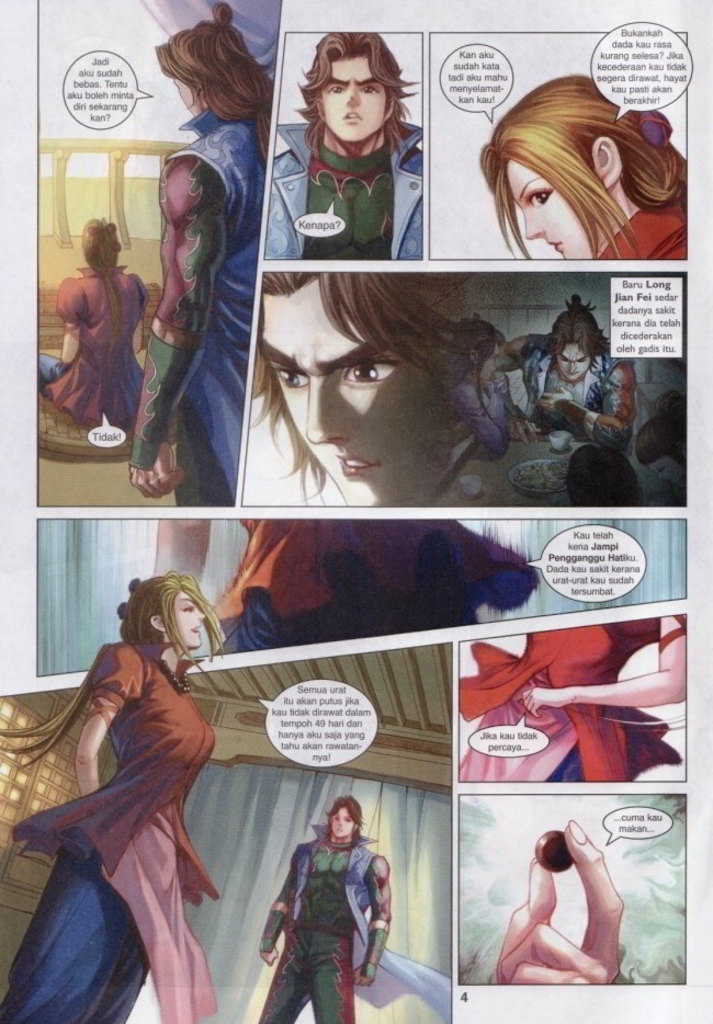 Jadi
aku sudah
bebas. Tentu
aku boleh minta
diri sekarang
kan?
Tidak!
Kenapa?
Kan aku
sudah kata
tadi aku mahu
menyelamat-
kan kau!
Bukankah
dada kau rasa
kurang selesa? Jika
kecederaan kau tidak
segera dirawat, hayat
kau pasti akan
berakhir!
Baru Long
Jian Fei sedar
dadanya sakit
kerana dia telah
dicederakan
oleh gadis itu.
Kau telah
kena Jampi
Pengganggu Hatiku.
Dada kau sakit kerana
urat-urat kau sudah
tersumbat.
Semua urat
itu akan putus jika
kau tidak dirawat dalam
tempoh 49 hari dan
hanya aku saja yang
tahu akan rawatan-
nya!
Jika kau tidak
percaya...
...cuma kau
makan...
4